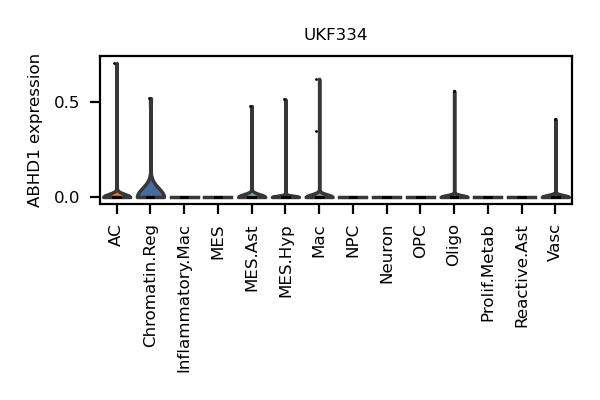 UKF334
ABHD1 expression
0.5
0.0
AC
Chromatin.Reg
Inflammatory.Mac
MES
MES.Ast
MES.Hyp
Mac
NPC
Neuron
OPC
Oligo
Prolif.Metab
Reactive.Ast
Vasc